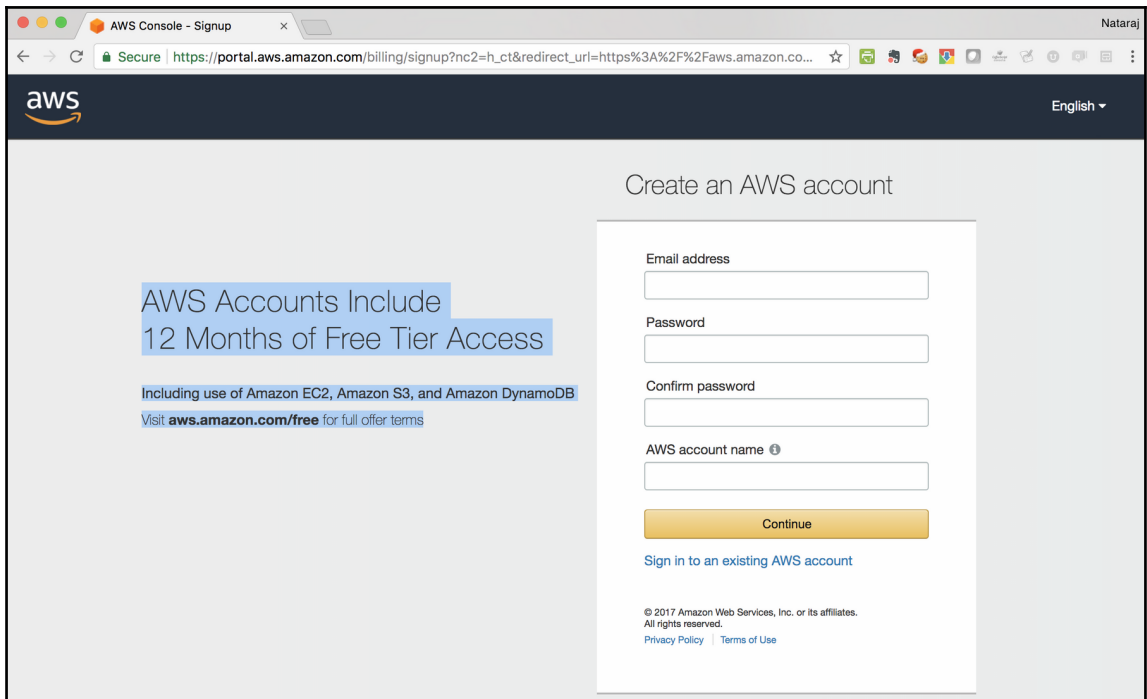 AWS Console - Signup
Nataraj
Secure https://portal.aws.amazon.com/billing/signup?nc2=h_ct&redirect_url=https%3A%2F%2Faws.amazon.co...
aws
English
Create an AWS account
AWS Accounts Include
12 Months of Free Tier Access
Including use of Amazon EC2, Amazon S3, and Amazon DynamoDB
Visit aws.amazon.com/free for full offer terms
Email address
Password
Confirm password
AWS account name
Continue
Sign in to an existing AWS account
© 2017 Amazon Web Services, Inc. or its affiliates.
All rights reserved.
Privacy Policy | Terms of Use